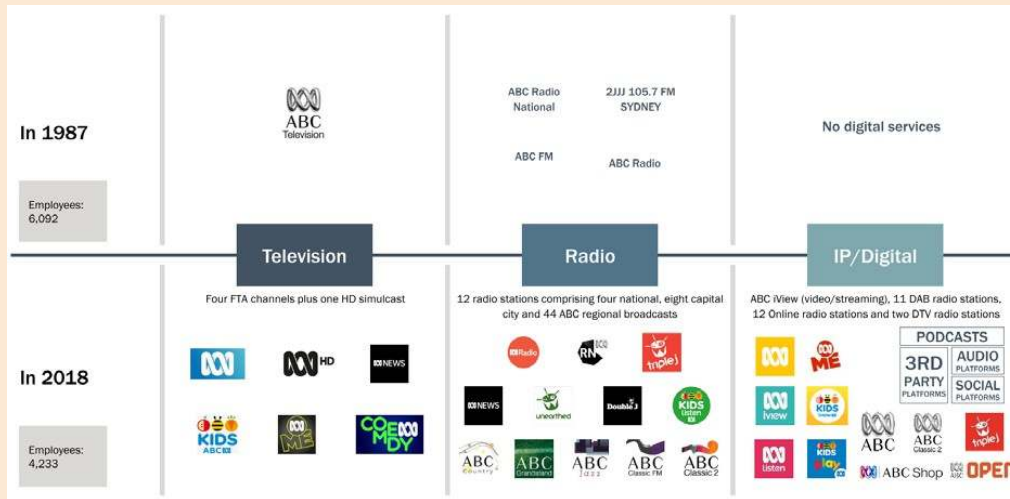 ABC
Television
ABC Radio
National
2JJJ 105.7 FM
SYDNEY
ABC FM
ABC Radio
No digital services
In 1987
Employees:
6,092
Television
Radio
IP/Digital
Four FTA channels plus one HD simulcast
12 radio stations comprising four national, eight capital
city and 44 ABC regional broadcasts
ABC iView (video/streaming), 11 DAB radio stations,
12 Online radio stations and two DTV radio stations
In 2018
Employees:
4,233
HD
NEWS
KIDS
ABC
ME
COMEDY
Radio
RN
triple j
NEWS
unearthed
Double J
KIDS
listen
ABC
Country
ABC
Grandstand
ABC
Jazz
ABC
Classic FM
ABC
Classic 2
ME
iview
KIDS
listen
KIDS
play
PODCASTS
3RD
PARTY
PLATFORMS
AUDIO
PLATFORMS
SOCIAL
PLATFORMS
ABC
ABC
Classic 2
triple j
ABC Shop
ABC
OPEN